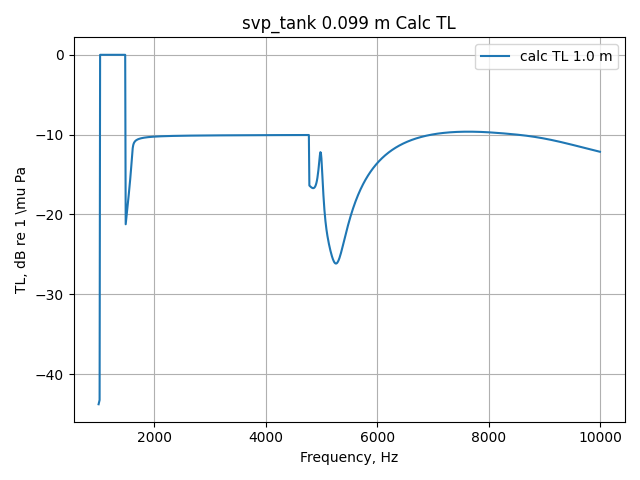 svp_tank 0.099 m Calc TL
calc TL 1.0 m
TL, dB re 1 \mu Pa
0
−10
−20
−30
−40
2000 4000 6000 8000 10000
Frequency, Hz